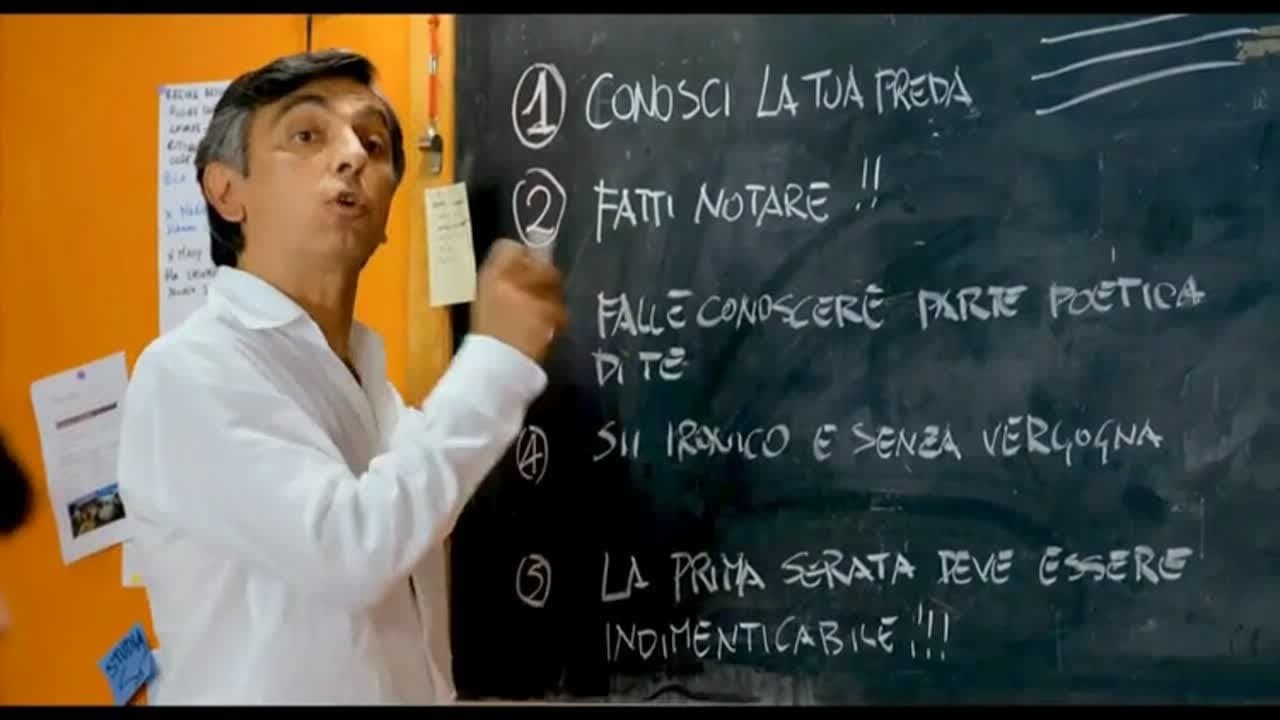 1 CONOSCI LA TUA PREDA
2 FATTI NOTARE !!
FALLE CONOSCERE PARTE POETICA
DI TE
4 SII IRONICO E SENZA VERGOGNA
5 LA PRIMA SERATA DEVE ESSERE
INDIMENTICABILE !!!
STUDIA